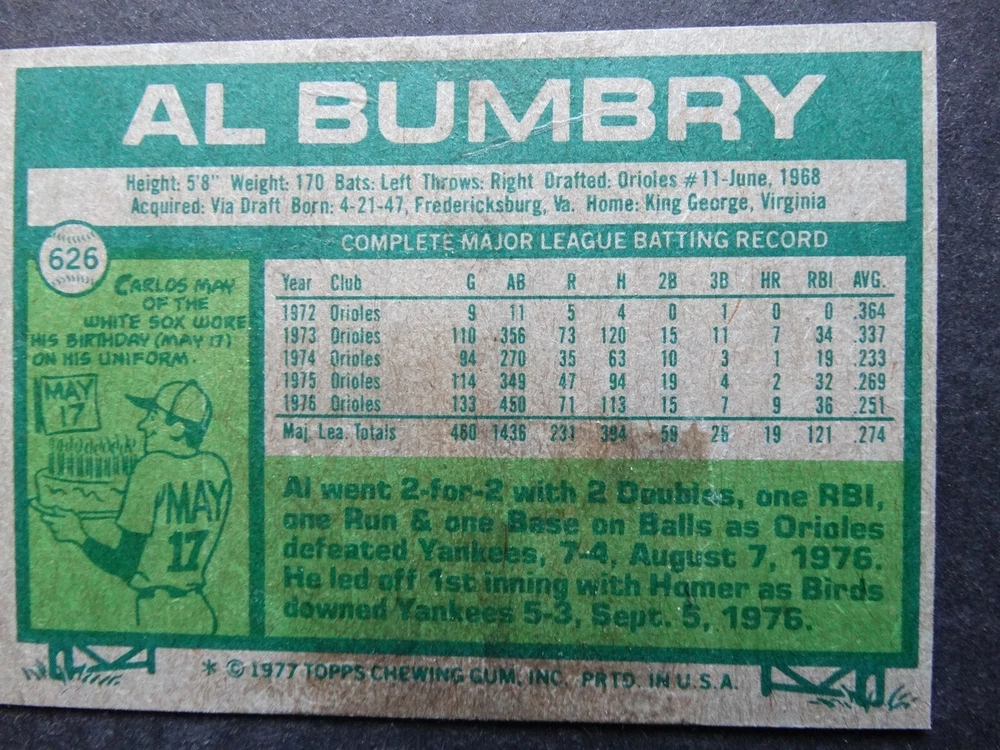 AL BUMBRY
Height: 5'8" Weight: 170 Bats: Left Throws: Right Drafted: Orioles #11-June, 1968
Acquired: Via Draft Born: 4-21-47, Fredericksburg, Va. Home: King George, Virginia
626
COMPLETE MAJOR LEAGUE BATTING RECORD
CARLOS MAY
OF THE
WHITE SOX WORE
HIS BIRTHDAY (MAY 17)
ON HIS UNIFORM.
MAY
17
MAY
17
Year Club G AB R H 2B 3B HR RBI AVG.
1972 Orioles 9 11 5 4 0 1 0 0 .364
1973 Orioles 110 .356 73 120 15 11 7 34 .337
1974 Orioles 94 270 35 63 10 3 1 19 .233
1975 Orioles 114 349 47 94 19 4 2 32 .269
1976 Orioles 133 450 71 113 15 7 9 36 .251
Maj. Lea. Totals 460 1436 231 394 59 26 19 121 .274
Al went 2-for-2 with 2 Doubles, one RBI,
one Run & one Base on Balls as Orioles
defeated Yankees, 7-4, August 7, 1976.
He led off 1st inning with Homer as Birds
downed Yankees 5-3, Sept. 5, 1976.
* © 1977 TOPPS CHEWING GUM, INC. PRTD. IN U.S.A.